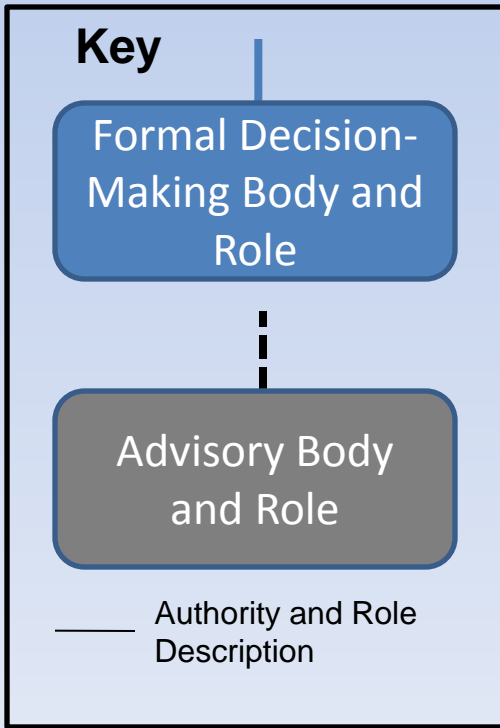 Key
Formal Decision-
Making Body and
Role
Advisory Body
and Role
Authority and Role
Description